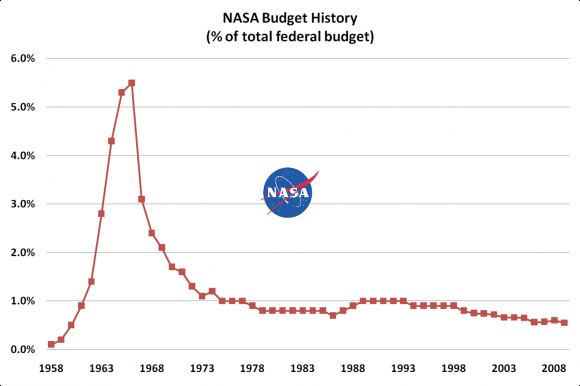 NASA Budget History
(% of total federal budget)
6.0%
5.0%
4.0%
3.0%
2.0%
1.0%
0.0%
NASA
1958 1963 1968 1973 1978 1983 1988 1993 1998 2003 2008